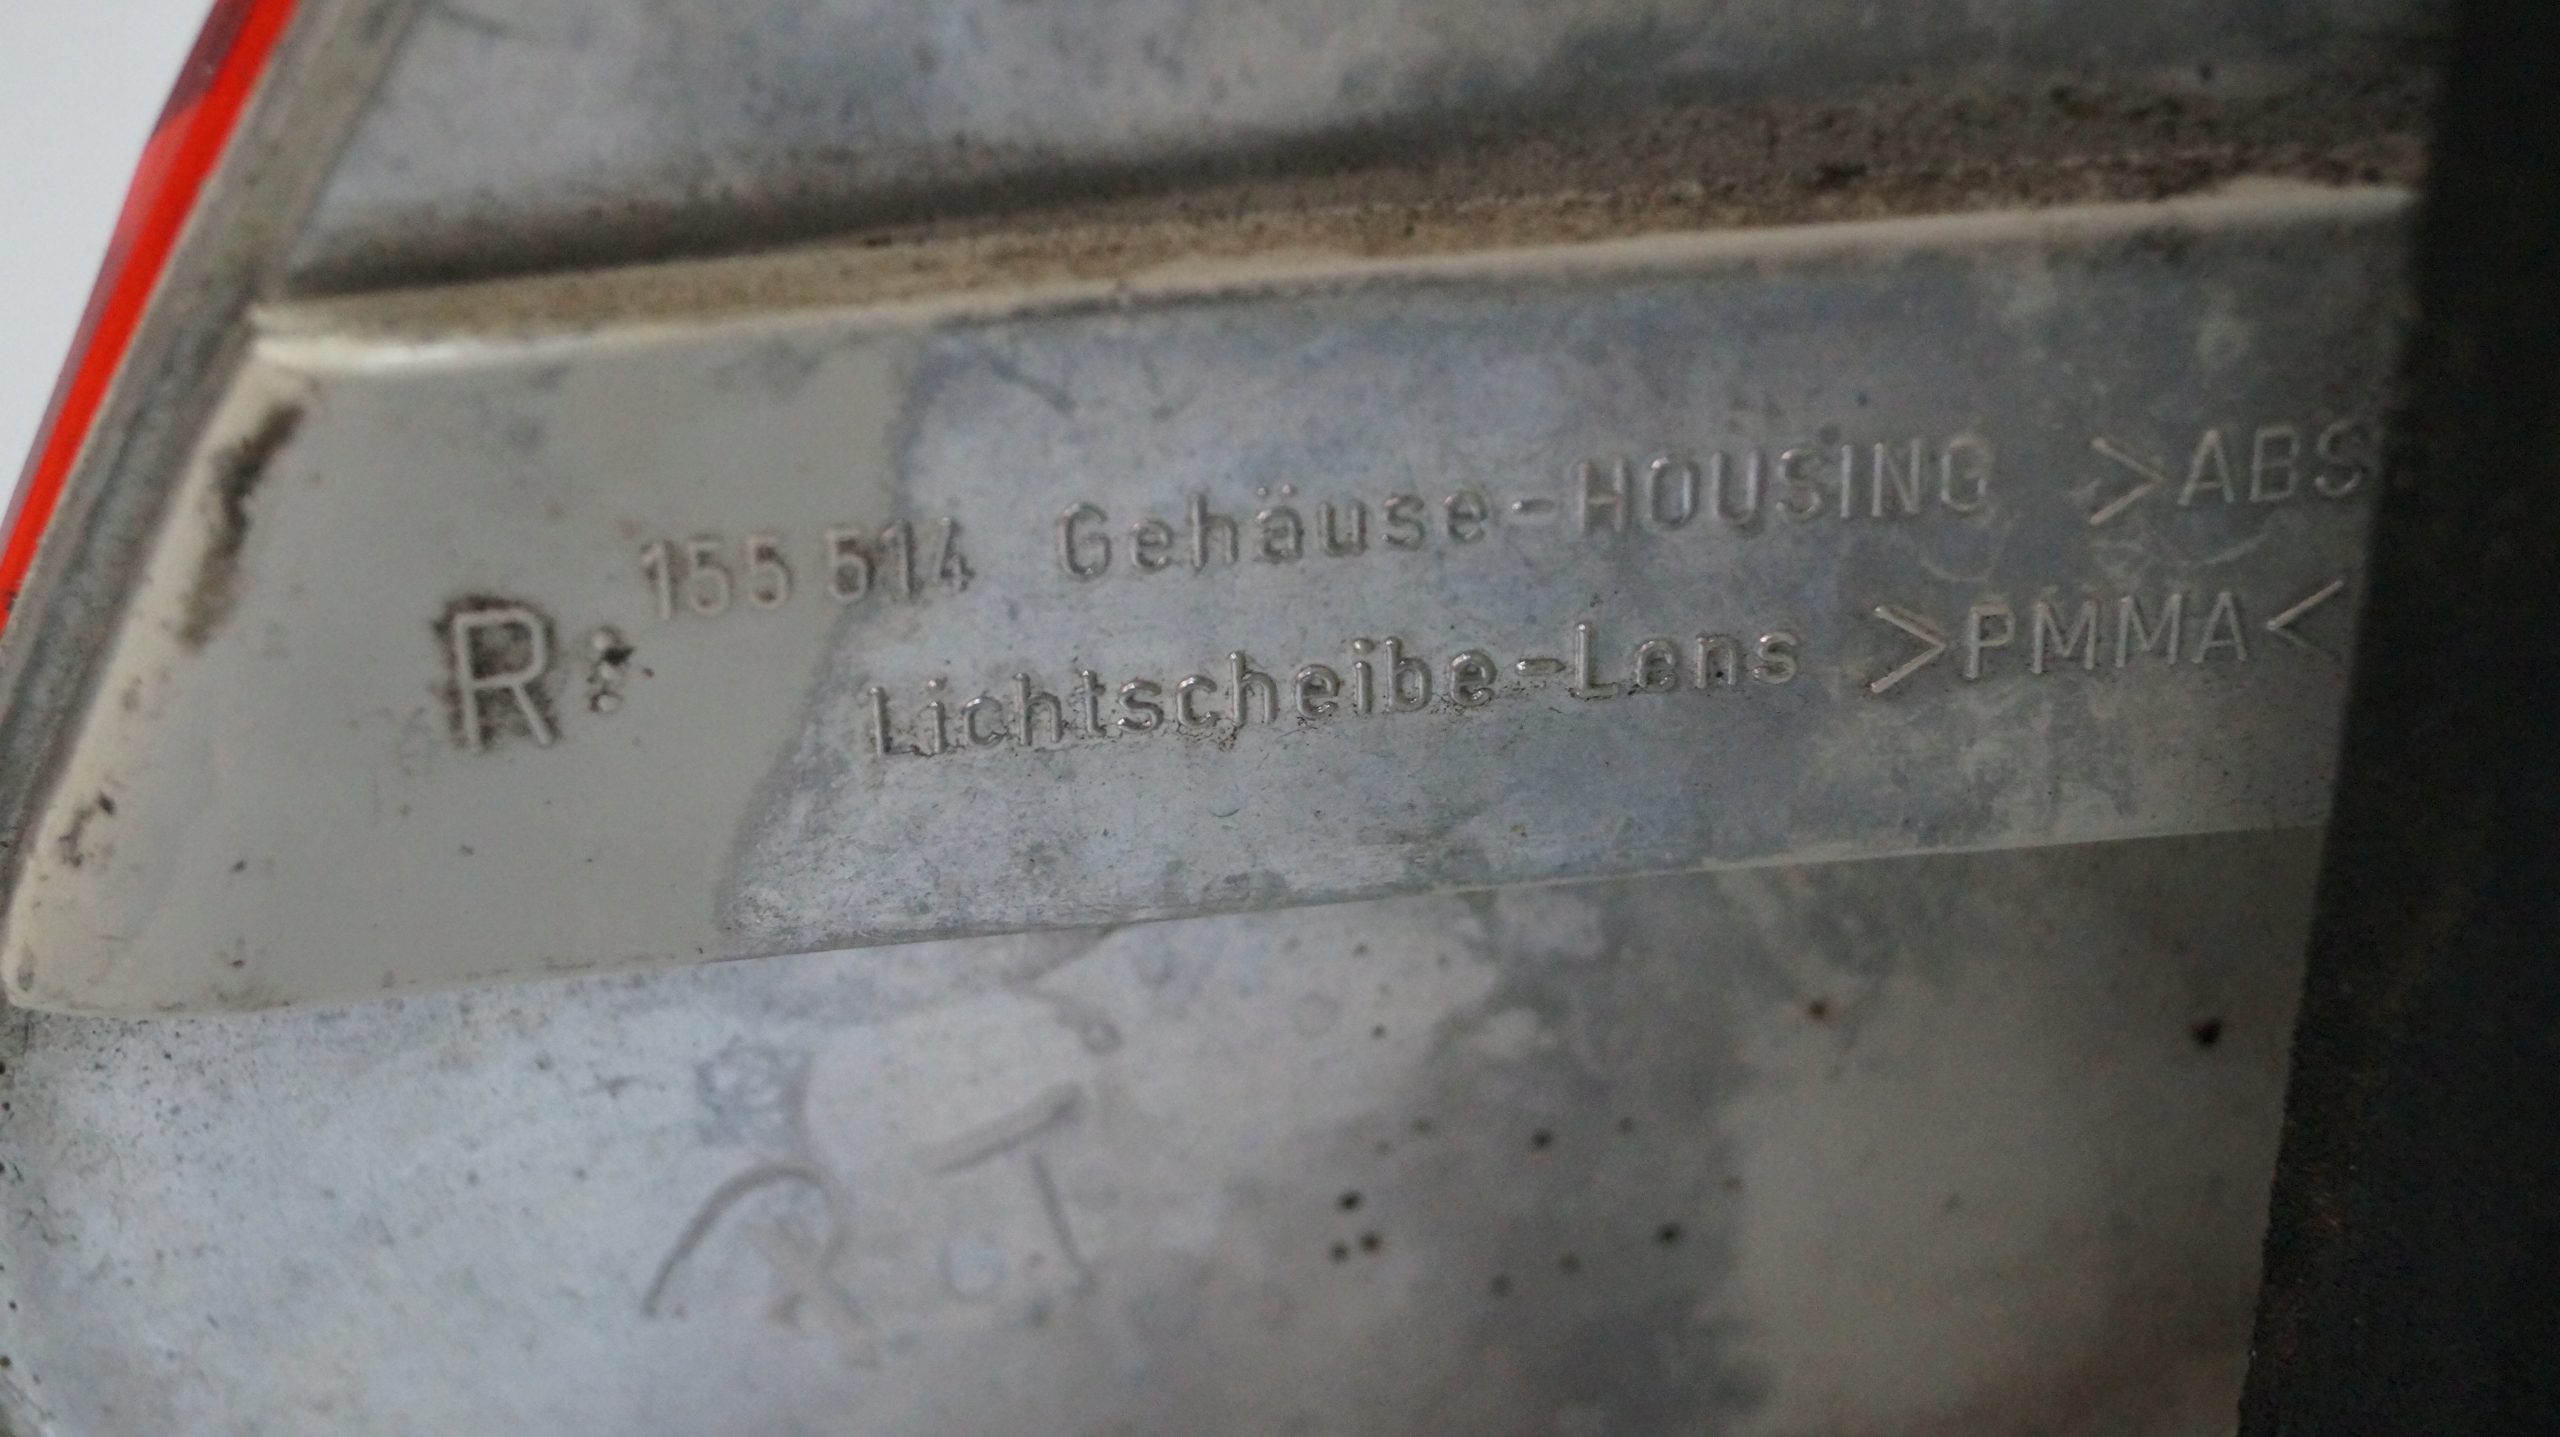 R: 155 514 Gehäuse-HOUSING >ABS
Lichtscheibe-Lens >PMMA<